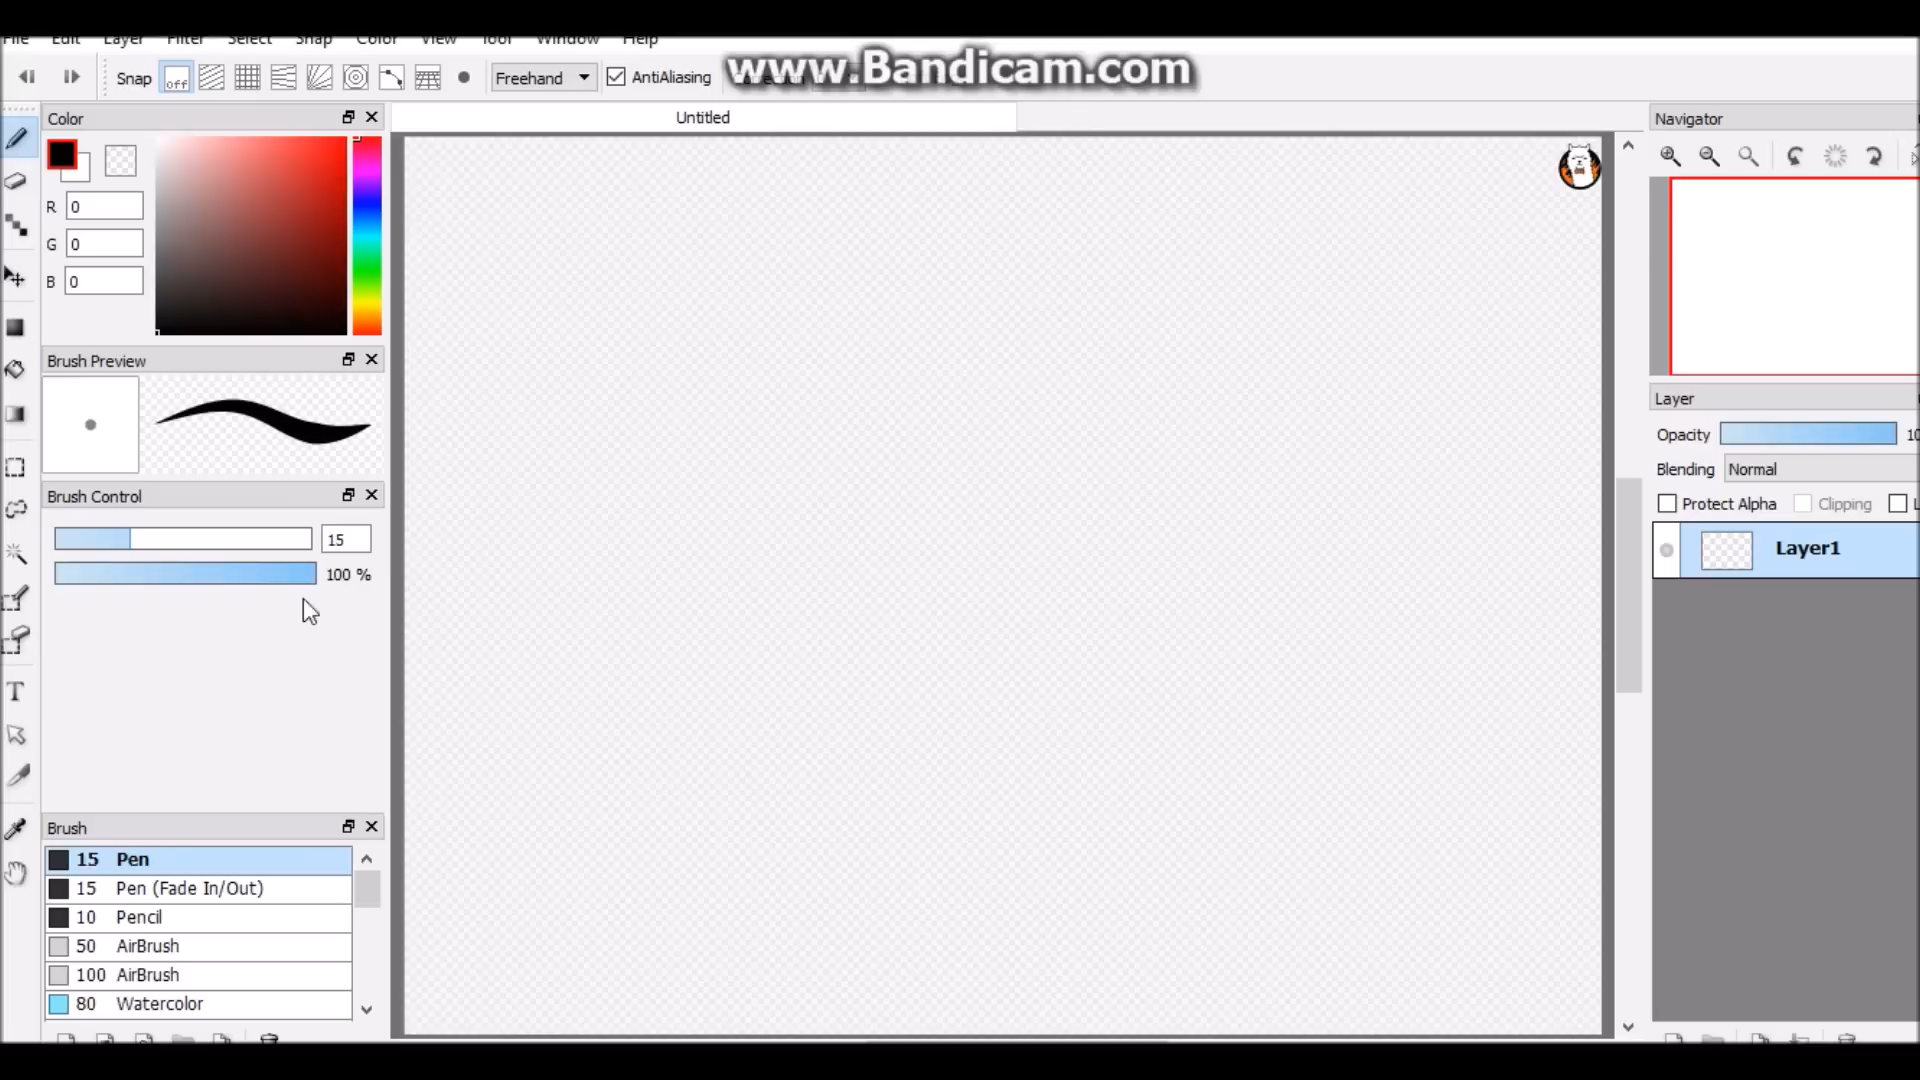 File Edit Layer Filter Select Snap Color View Tool Window Help
Snap off Freehand AntiAliasing
www.Bandicam.com
Color
Untitled
Navigator
R 0
G 0
B 0
Brush Preview
Layer
Opacity 10
Blending Normal
Brush Control
Protect Alpha Clipping L
15
100 %
Layer1
T
Brush
15 Pen
15 Pen (Fade In/Out)
10 Pencil
50 AirBrush
100 AirBrush
80 Watercolor